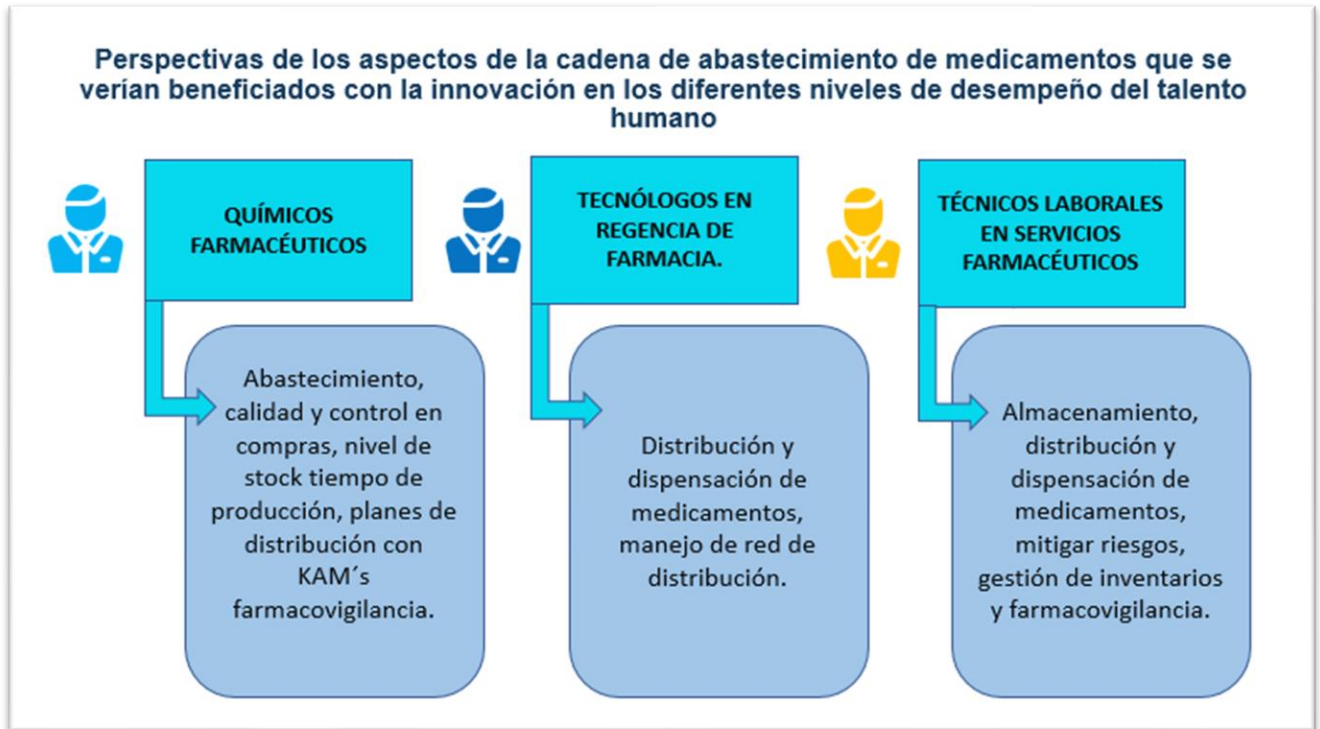 Perspectivas de los aspectos de la cadena de abastecimiento de medicamentos que se
verían beneficiados con la innovación en los diferentes niveles de desempeño del talento
humano
QUÍMICOS
FARMACÉUTICOS
Abastecimiento,
calidad y control en
compras, nivel de
stock tiempo de
producción, planes de
distribución con
KAM´s
farmacovigilancia.
TECNÓLOGOS EN
REGENCIA DE
FARMACIA.
Distribución y
dispensación de
medicamentos,
manejo de red de
distribución.
TÉCNICOS LABORALES
EN SERVICIOS
FARMACÉUTICOS
Almacenamiento,
distribución y
dispensación de
medicamentos,
mitigar riesgos,
gestión de inventarios
y farmacovigilancia.